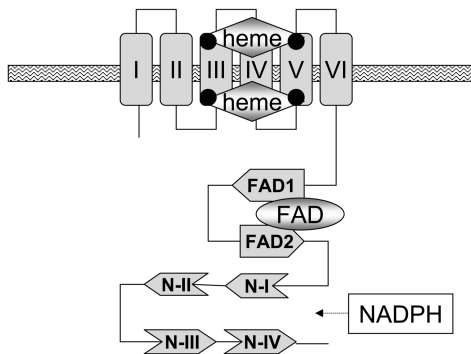 heme
I II III IV V VI
heme
FAD1
FAD
FAD2
N-II N-I
NADPH
N-III N-IV